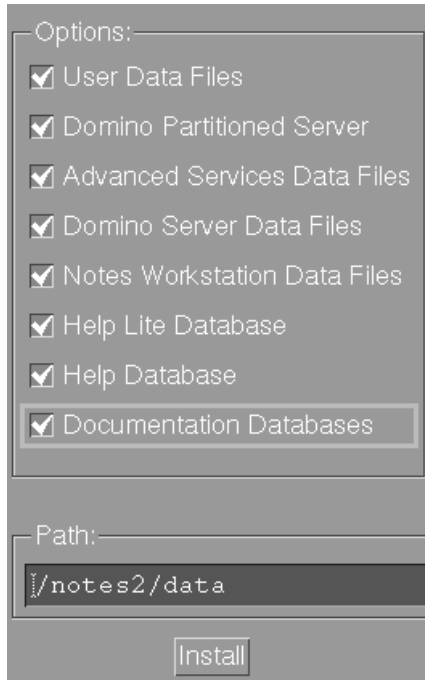 Options:
User Data Files
Domino Partitioned Server
Advanced Services Data Files
Domino Server Data Files
Notes Workstation Data Files
Help Lite Database
Help Database
Documentation Databases
Path:
/notes2/data
Install